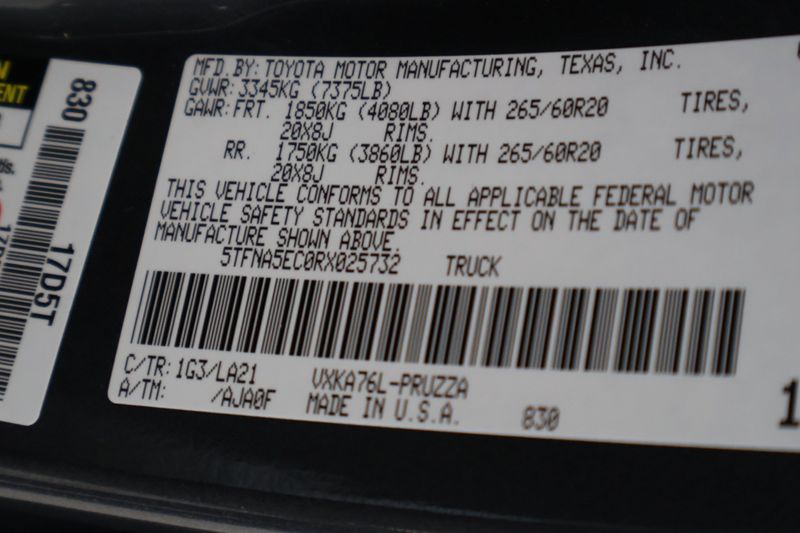 MFD. BY: TOYOTA MOTOR MANUFACTURING, TEXAS, INC.
GVWR: 3345KG (7375LB)
GAWR: FRT. 1850KG (4080LB) WITH 265/60R20 TIRES,
20X8J RIMS.
RR. 1750KG (3860LB) WITH 265/60R20 TIRES,
20X8J RIMS.
THIS VEHICLE CONFORMS TO ALL APPLICABLE FEDERAL MOTOR
VEHICLE SAFETY STANDARDS IN EFFECT ON THE DATE OF
MANUFACTURE SHOWN ABOVE.
5TFNA5EC0RX025732 TRUCK
C/TR: 1G3/LA21 VXKA76L-PRUZZA
A/TM: /AJA0F MADE IN U.S.A. 830
830
17D5T